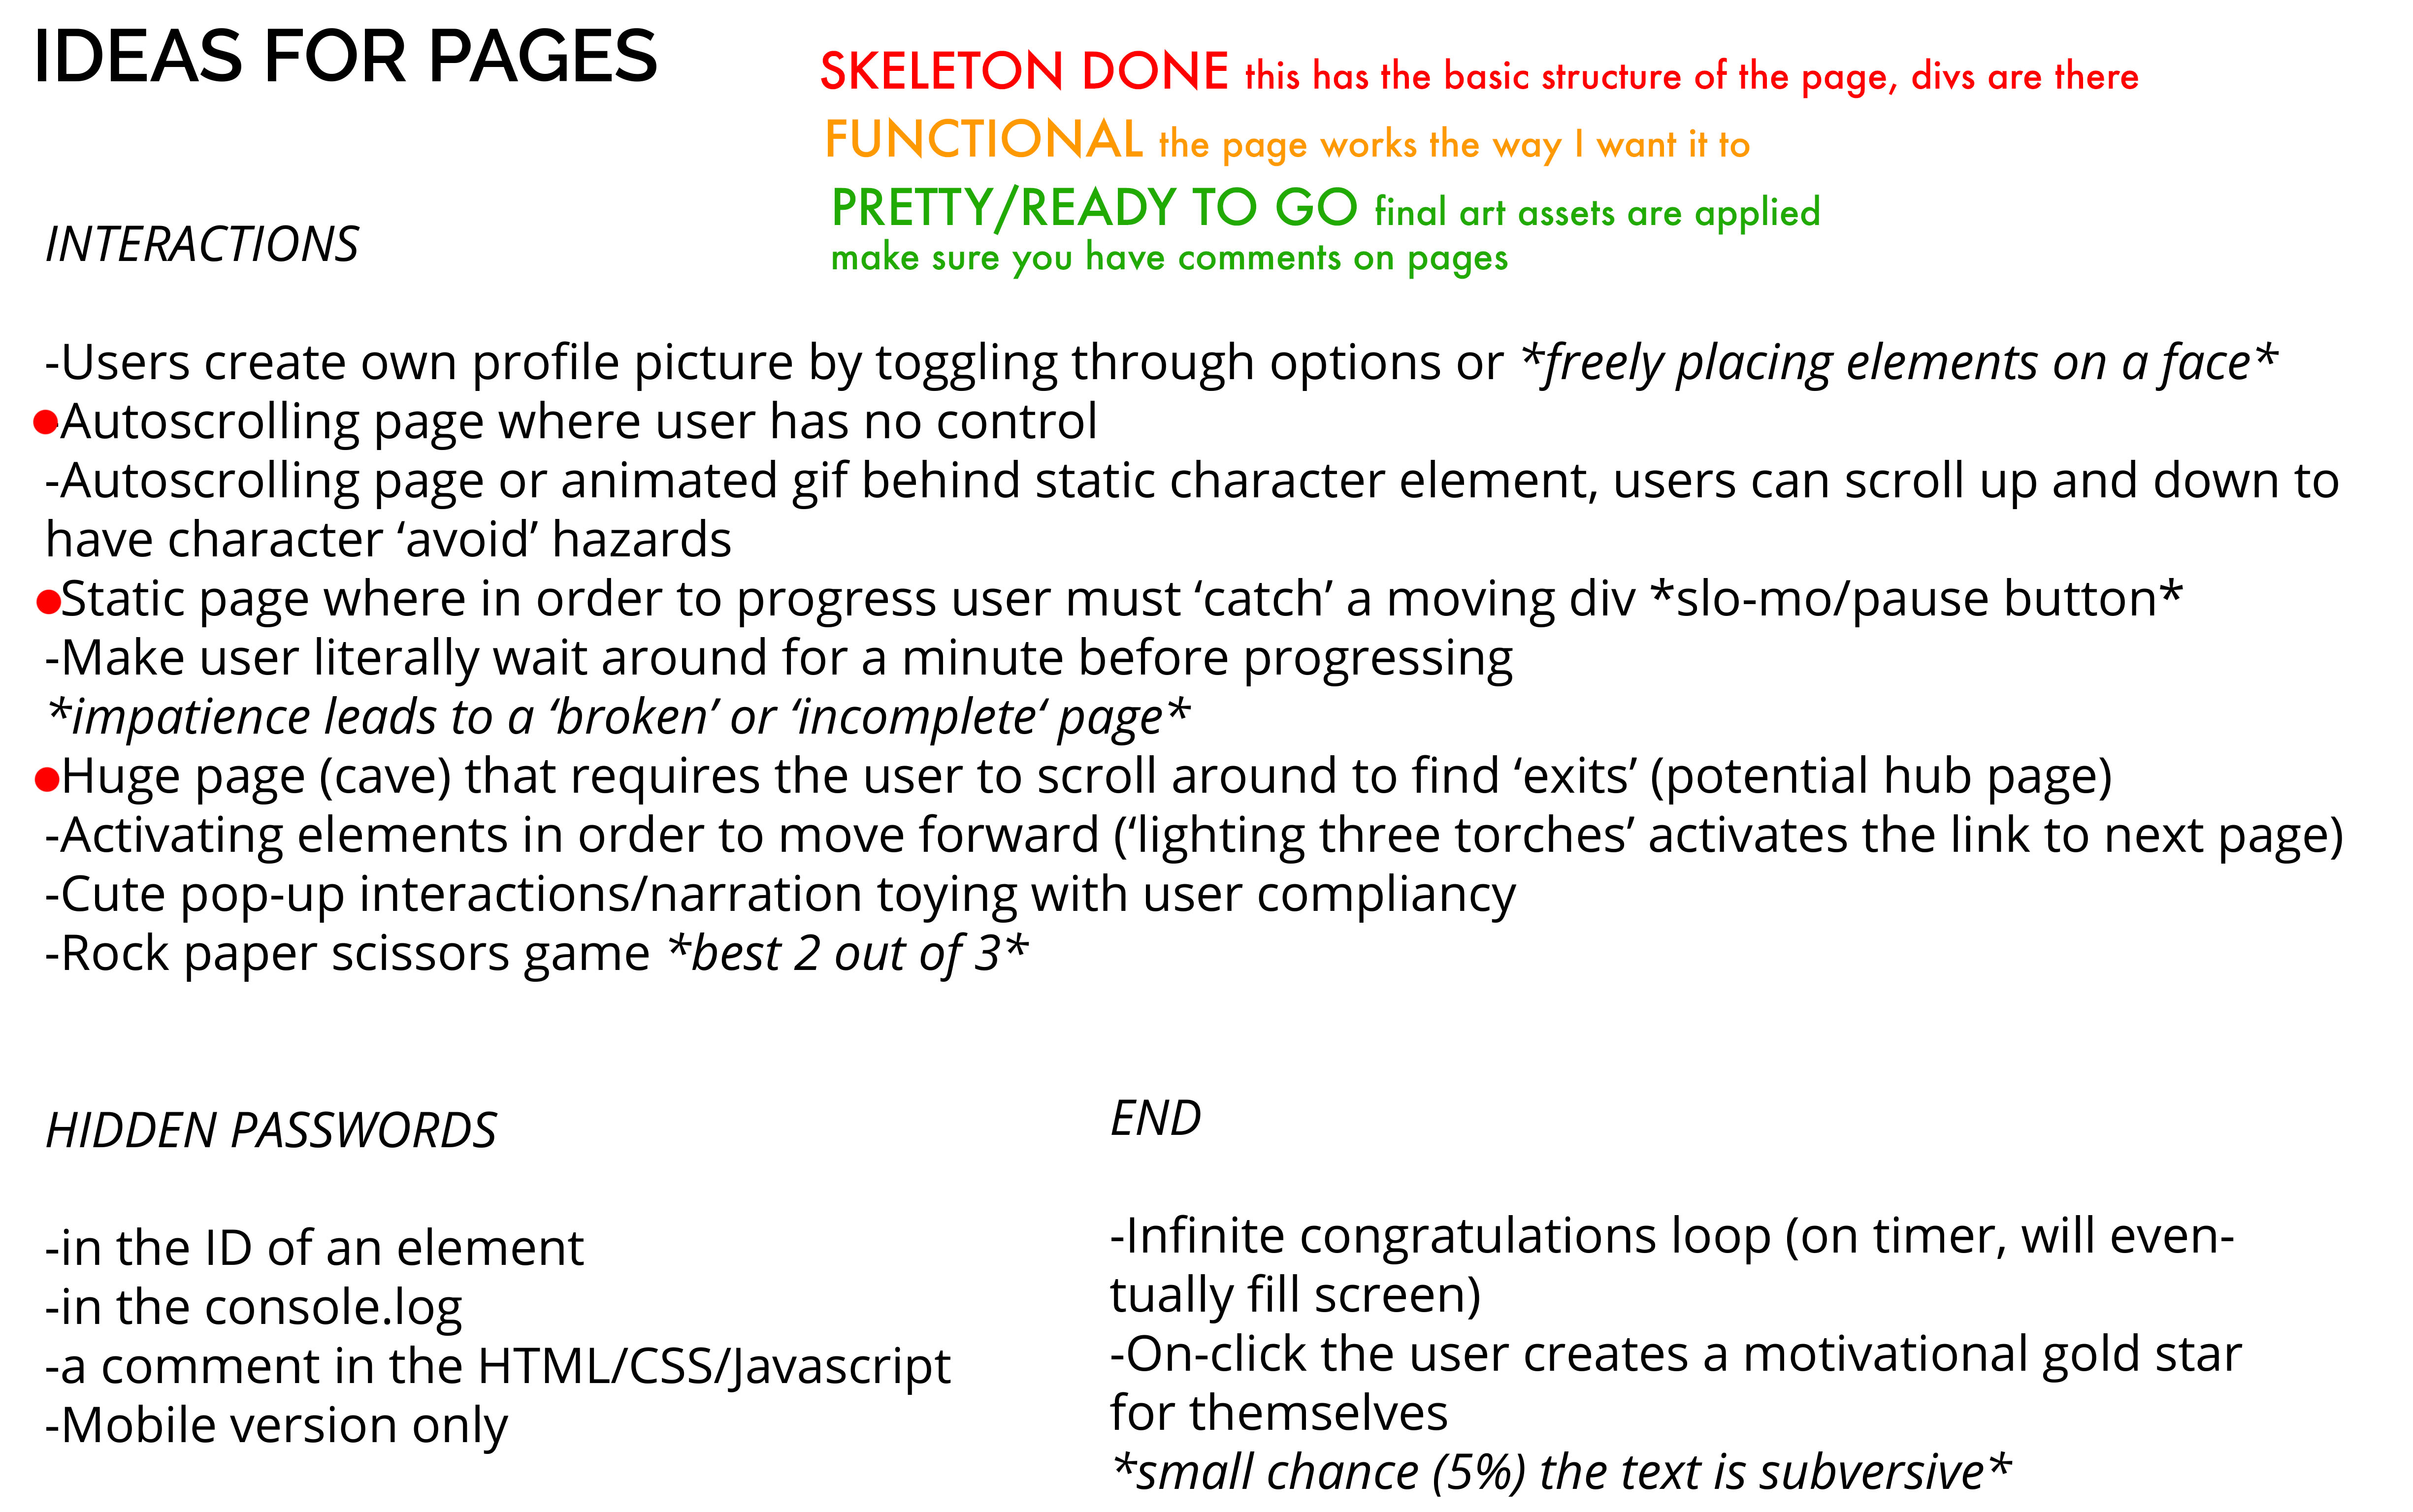 IDEAS FOR PAGES
SKELETON DONE this has the basic structure of the page, divs are there
FUNCTIONAL the page works the way I want it to
PRETTY/READY TO GO final art assets are applied
make sure you have comments on pages
INTERACTIONS
-Users create own profile picture by toggling through options or *freely placing elements on a face*
-Autoscrolling page where user has no control
-Autoscrolling page or animated gif behind static character element, users can scroll up and down to
have character ‘avoid’ hazards
Static page where in order to progress user must ‘catch’ a moving div *slo-mo/pause button*
-Make user literally wait around for a minute before progressing
*impatience leads to a ‘broken’ or ‘incomplete‘ page*
Huge page (cave) that requires the user to scroll around to find ‘exits’ (potential hub page)
-Activating elements in order to move forward (‘lighting three torches’ activates the link to next page)
-Cute pop-up interactions/narration toying with user compliancy
-Rock paper scissors game *best 2 out of 3*
HIDDEN PASSWORDS
-in the ID of an element
-in the console.log
-a comment in the HTML/CSS/Javascript
-Mobile version only
END
-Infinite congratulations loop (on timer, will even-
tually fill screen)
-On-click the user creates a motivational gold star
for themselves
*small chance (5%) the text is subversive*